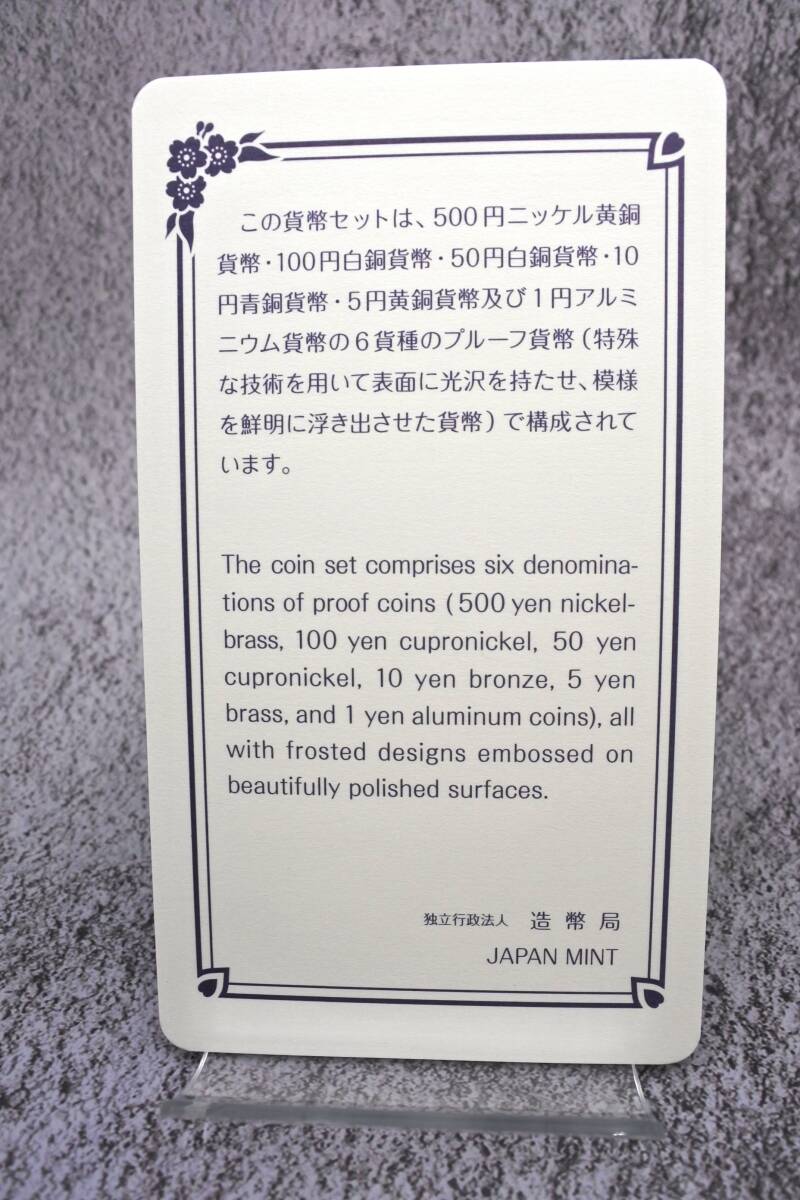 この貨幣セットは、500円ニッケル黄銅
貨幣・100円白銅貨幣・50円白銅貨幣・10
円青銅貨幣・5円黄銅貨幣及び1円アルミ
ニウム貨幣の6貨種のプルーフ貨幣(特殊
な技術を用いて表面に光沢を持たせ、模様
を鮮明に浮き出させた貨幣)で構成されて
います。
The coin set comprises six denomina-
tions of proof coins (500 yen nickel-
brass, 100 yen cupronickel, 50 yen
cupronickel, 10 yen bronze, 5 yen
brass, and 1 yen aluminum coins), all
with frosted designs embossed on
beautifully polished surfaces.
独立行政法人 造幣局
JAPAN MINT